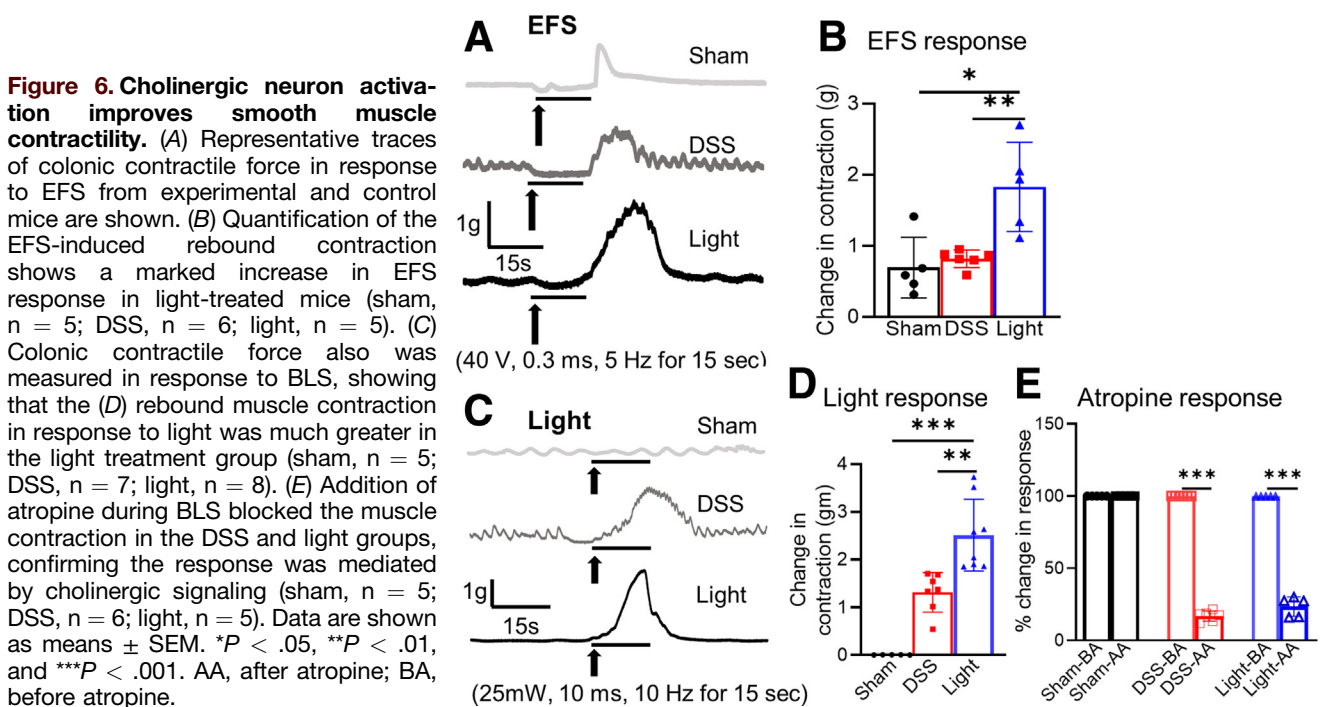 Figure 6. Cholinergic neuron activa-
tion improves smooth muscle
contractility. (A) Representative traces
of colonic contractile force in response
to EFS from experimental and control
mice are shown. (B) Quantification of the
EFS-induced rebound contraction
shows a marked increase in EFS
response in light-treated mice (sham,
n = 5; DSS, n = 6; light, n = 5). (C)
Colonic contractile force also was
measured in response to BLS, showing
that the (D) rebound muscle contraction
in response to light was much greater in
the light treatment group (sham, n = 5;
DSS, n = 7; light, n = 8). (E) Addition of
atropine during BLS blocked the muscle
contraction in the DSS and light groups,
confirming the response was mediated
by cholinergic signaling (sham, n = 5;
DSS, n = 6; light, n = 5). Data are shown
as means ± SEM. *P < .05, **P < .01,
and ***P < .001. AA, after atropine; BA,
before atropine.
A EFS
Sham
DSS
1g
15s
Light
(40 V, 0.3 ms, 5 Hz for 15 sec)
B EFS response
*
**
Change in contraction (g)
3
2
1
0
Sham DSS Light
C Light
Sham
DSS
1g
15s
Light
(25mW, 10 ms, 10 Hz for 15 sec)
D Light response
***
**
Change in
contraction (gm)
4
3
2
1
0
Sham
DSS
Light
E Atropine response
% change in response
150
100
50
0
***
***
Sham-BA
Sham-AA
DSS-BA
DSS-AA
Light-BA
Light-AA